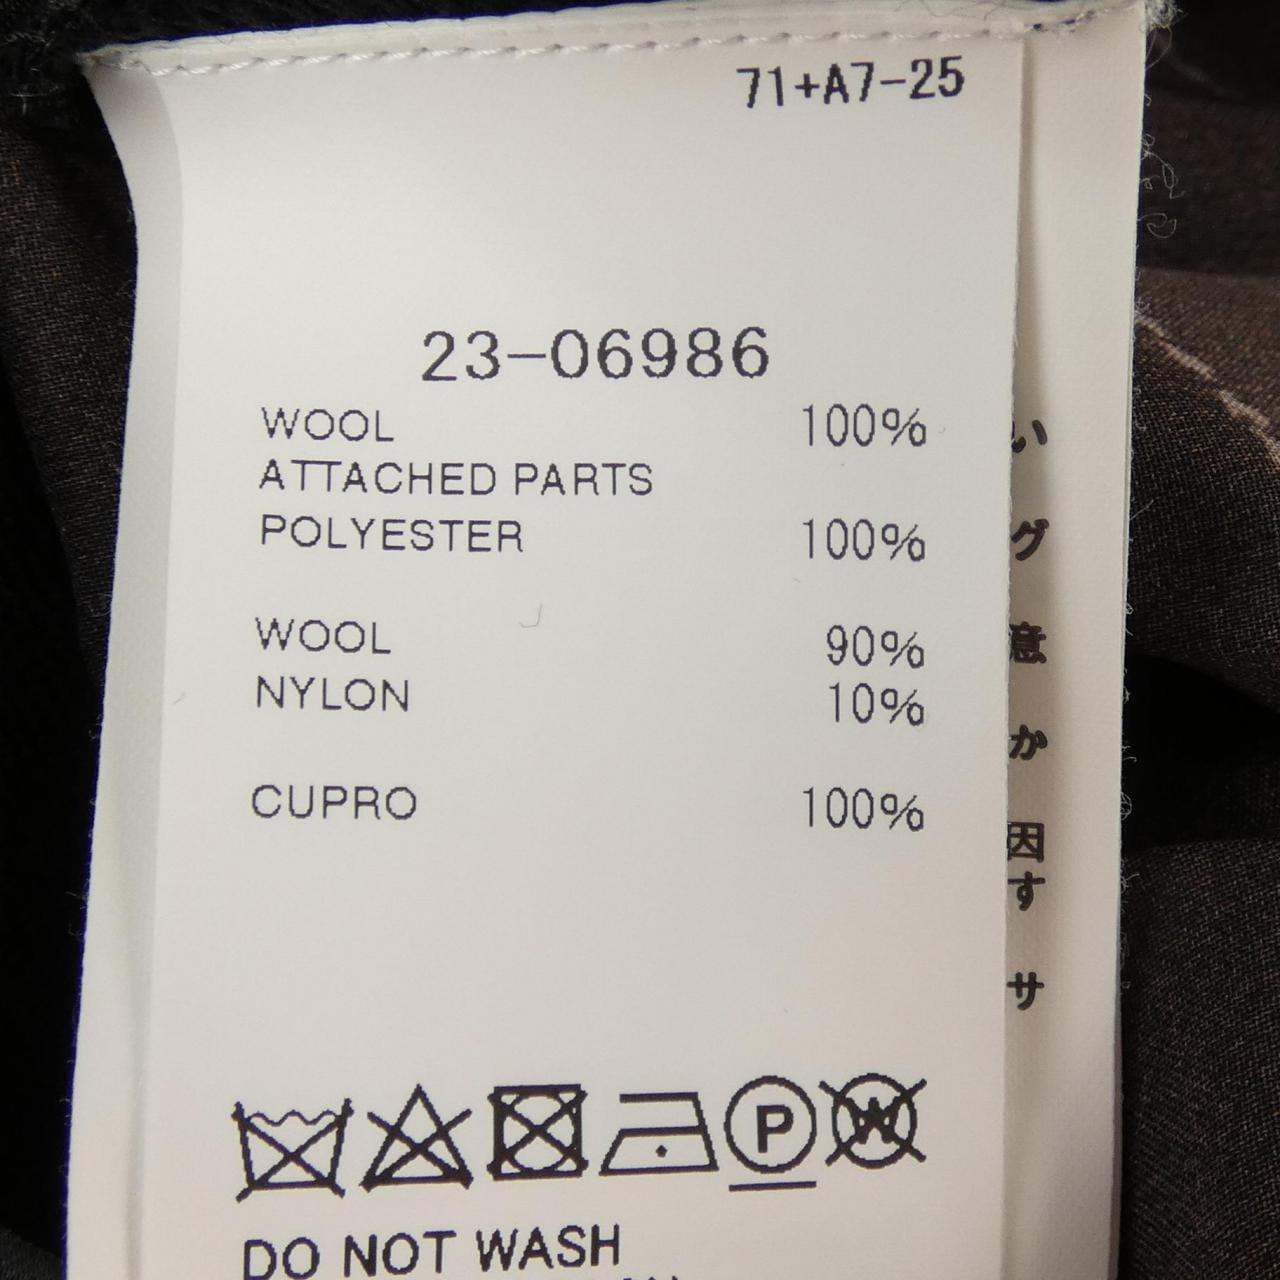 71+A7-25
23-06986
WOOL 100%
ATTACHED PARTS
POLYESTER 100%
WOOL 90%
NYLON 10%
CUPRO 100%
P
W
DO NOT WASH
い
グ
意
か
因
す
サ